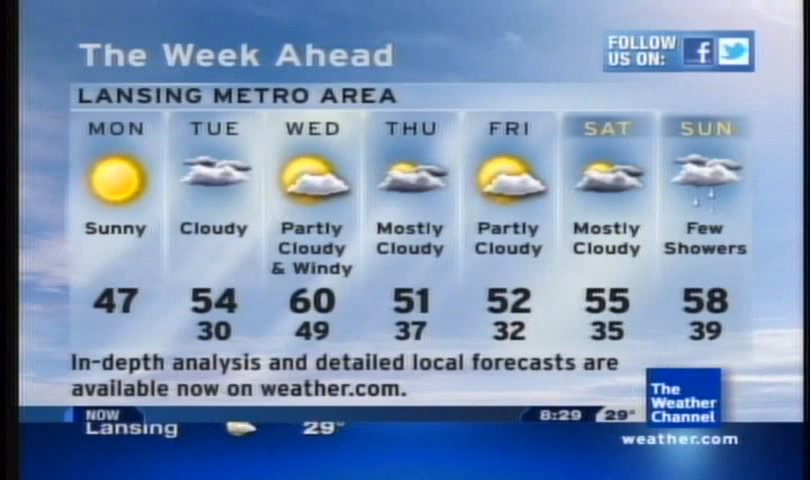 The Week Ahead
FOLLOW
US ON:
f
LANSING METRO AREA
MON TUE WED THU FRI SAT SUN
Sunny Cloudy Partly Cloudy & Windy Mostly Cloudy Partly Cloudy Mostly Cloudy Few Showers
47 54 60 51 52 55 58
30 49 37 32 35 39
In-depth analysis and detailed local forecasts are
available now on weather.com.
The
Weather
Channel
NOW
8:29 29°
Lansing 29°
weather.com